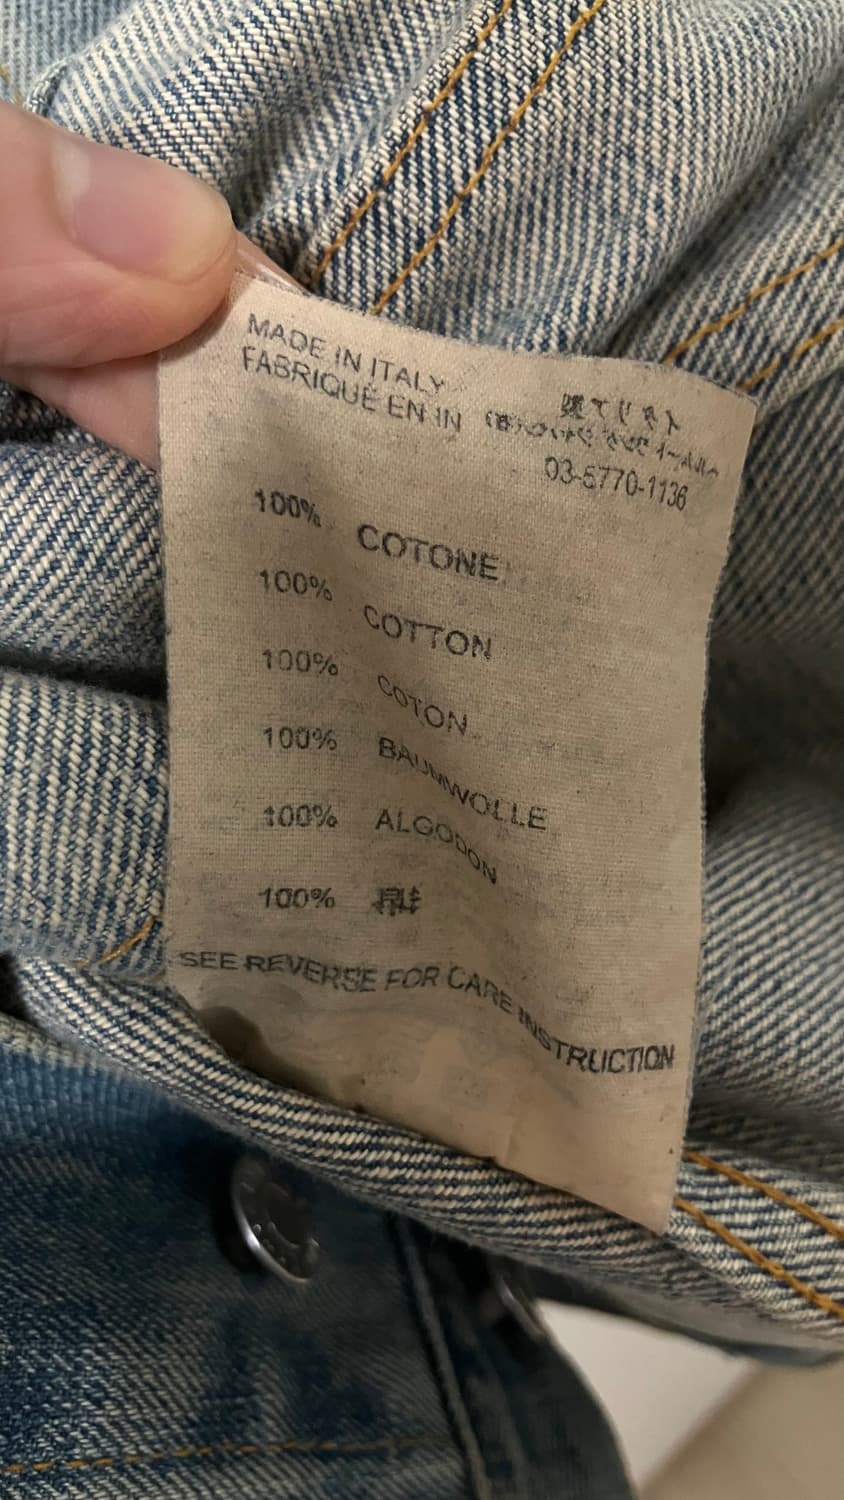 MADE IN ITALY
FABRIQUÉ EN IN
03-5770-1136
100% COTONE
100% COTTON
100% COTON
100% BAUMWOLLE
100% ALGODON
100%
SEE REVERSE FOR CARE INSTRUCTION